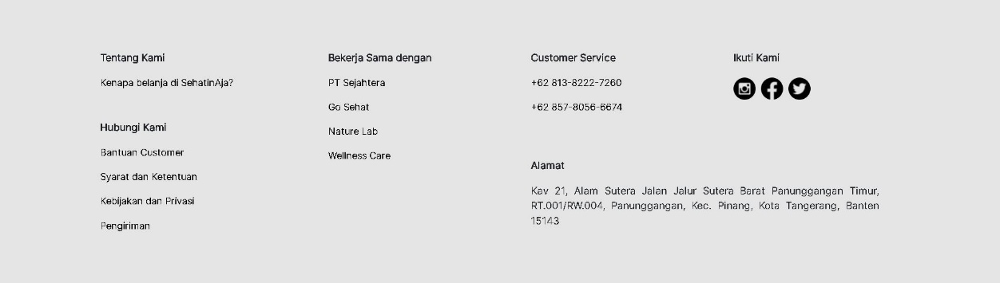 Tentang Kami
Kenapa belanja di SehatinAja?
Hubungi Kami
Bantuan Customer
Syarat dan Ketentuan
Kebijakan dan Privasi
Pengiriman
Bekerja Sama dengan
PT Sejahtera
Go Sehat
Nature Lab
Wellness Care
Customer Service
+62 813-8222-7260
+62 857-8056-6674
Ikuti Kami
Alamat
Kav 21, Alam Sutera Jalan Jalur Sutera Barat Panunggangan Timur,
RT.001/RW.004, Panunggangan, Kec. Pinang, Kota Tangerang, Banten
15143